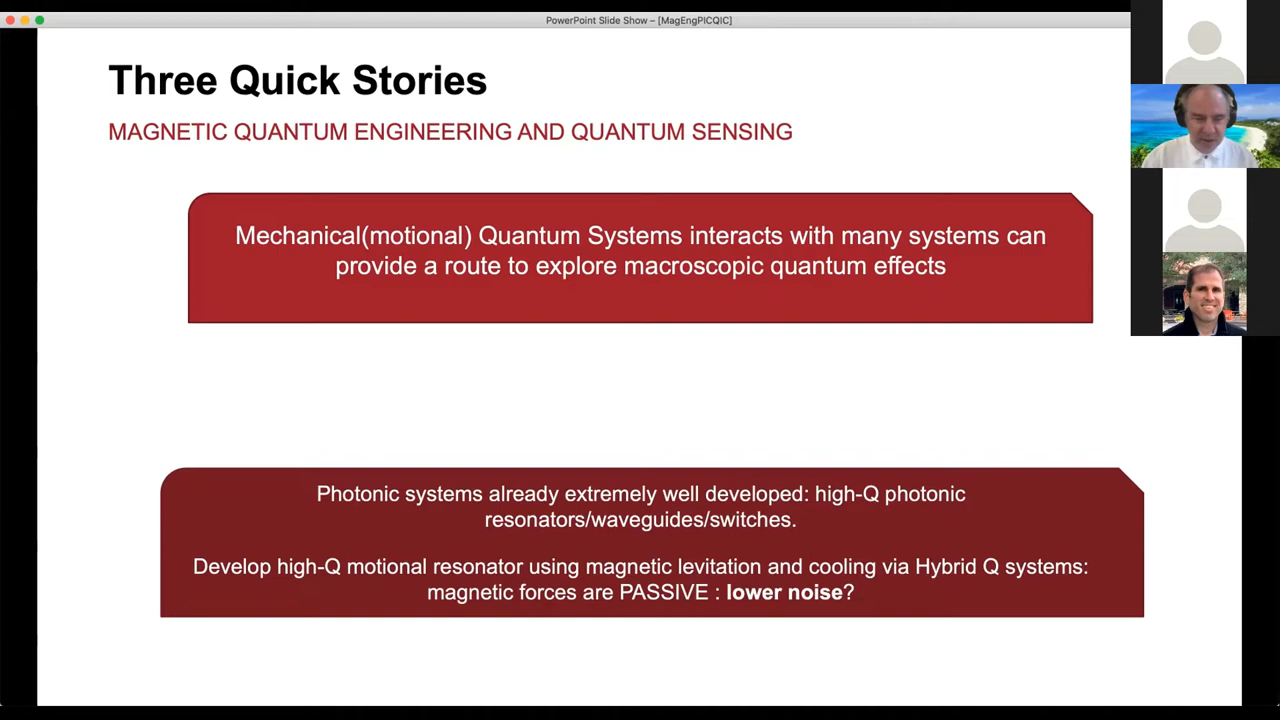 PowerPoint Slide Show – [MagEngPICQIC]
Three Quick Stories
MAGNETIC QUANTUM ENGINEERING AND QUANTUM SENSING
Mechanical(motional) Quantum Systems interacts with many systems can
provide a route to explore macroscopic quantum effects
Photonic systems already extremely well developed: high-Q photonic
resonators/waveguides/switches.
Develop high-Q motional resonator using magnetic levitation and cooling via Hybrid Q systems:
magnetic forces are PASSIVE : lower noise?